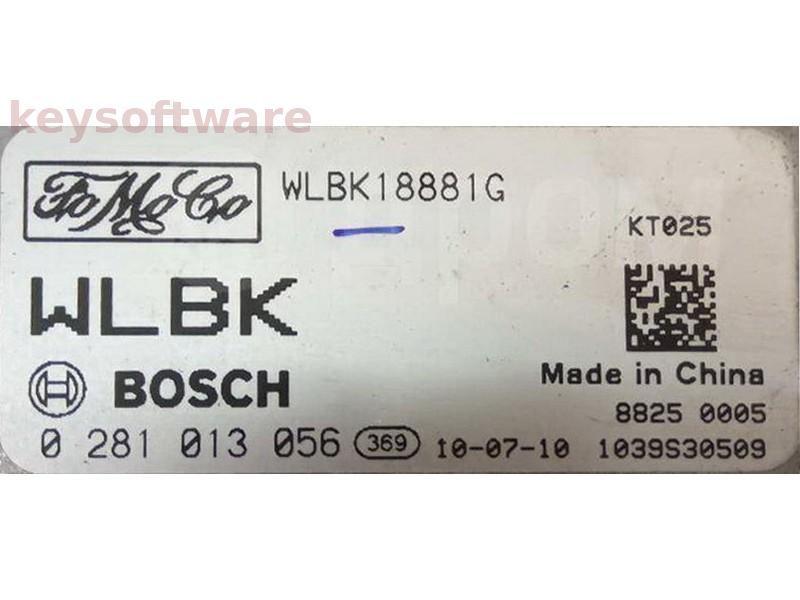 keysoftware
FoMoCo WLBK18881G
KT025
WLBK
BOSCH
Made in China
8825 0005
0 281 013 056 369 10-07-10 1039S30509